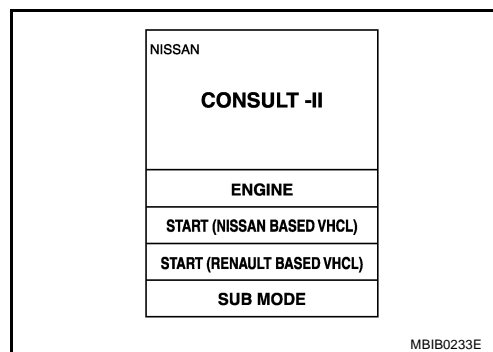 NISSAN
CONSULT -II
ENGINE
START (NISSAN BASED VHCL)
START (RENAULT BASED VHCL)
SUB MODE
MBIB0233E